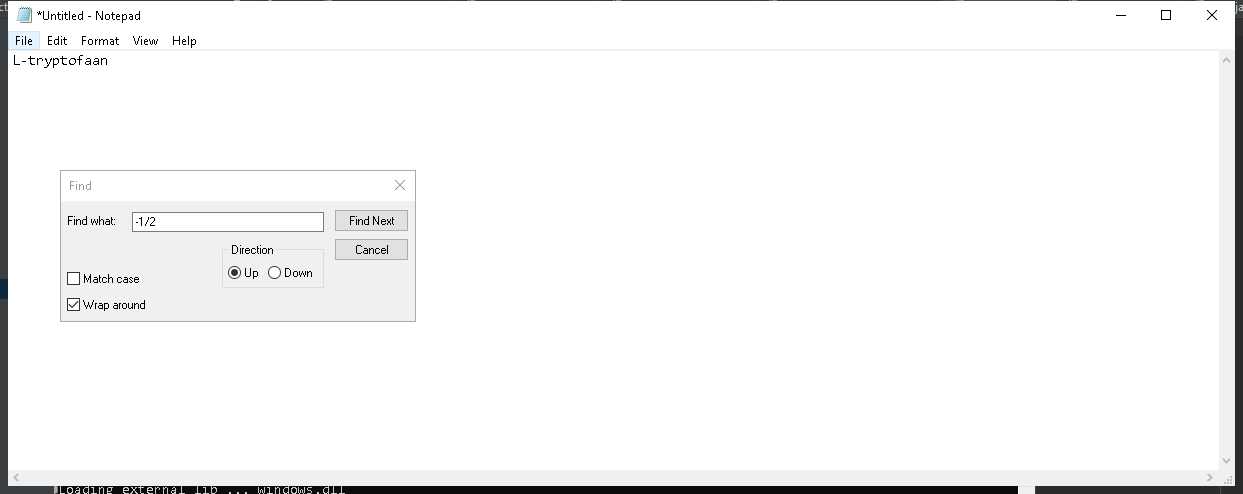 *Untitled - Notepad
File Edit Format View Help
L-tryptofaan
Find
Find what: -1/2 Find Next
Direction Cancel
Up Down
Match case
Wrap around
Loading external lib ... windows.dll